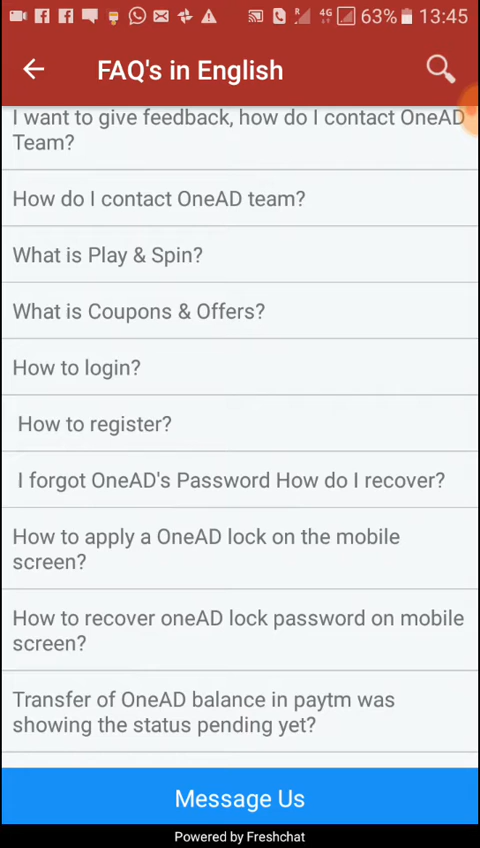 R 4G 63% 13:45
FAQ's in English
I want to give feedback, how do I contact OneAD
Team?
How do I contact OneAD team?
What is Play & Spin?
What is Coupons & Offers?
How to login?
How to register?
I forgot OneAD's Password How do I recover?
How to apply a OneAD lock on the mobile
screen?
How to recover oneAD lock password on mobile
screen?
Transfer of OneAD balance in paytm was
showing the status pending yet?
Message Us
Powered by Freshchat